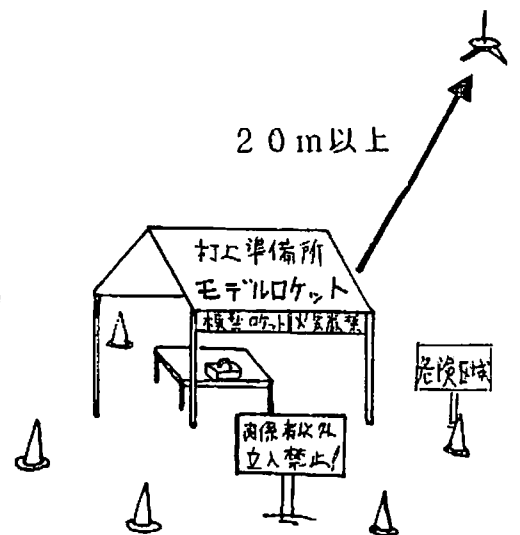 20m以上
打上準備所
モデルロケット
模型ロケット 火気厳禁
危険区域
関係者以外
立入禁止!